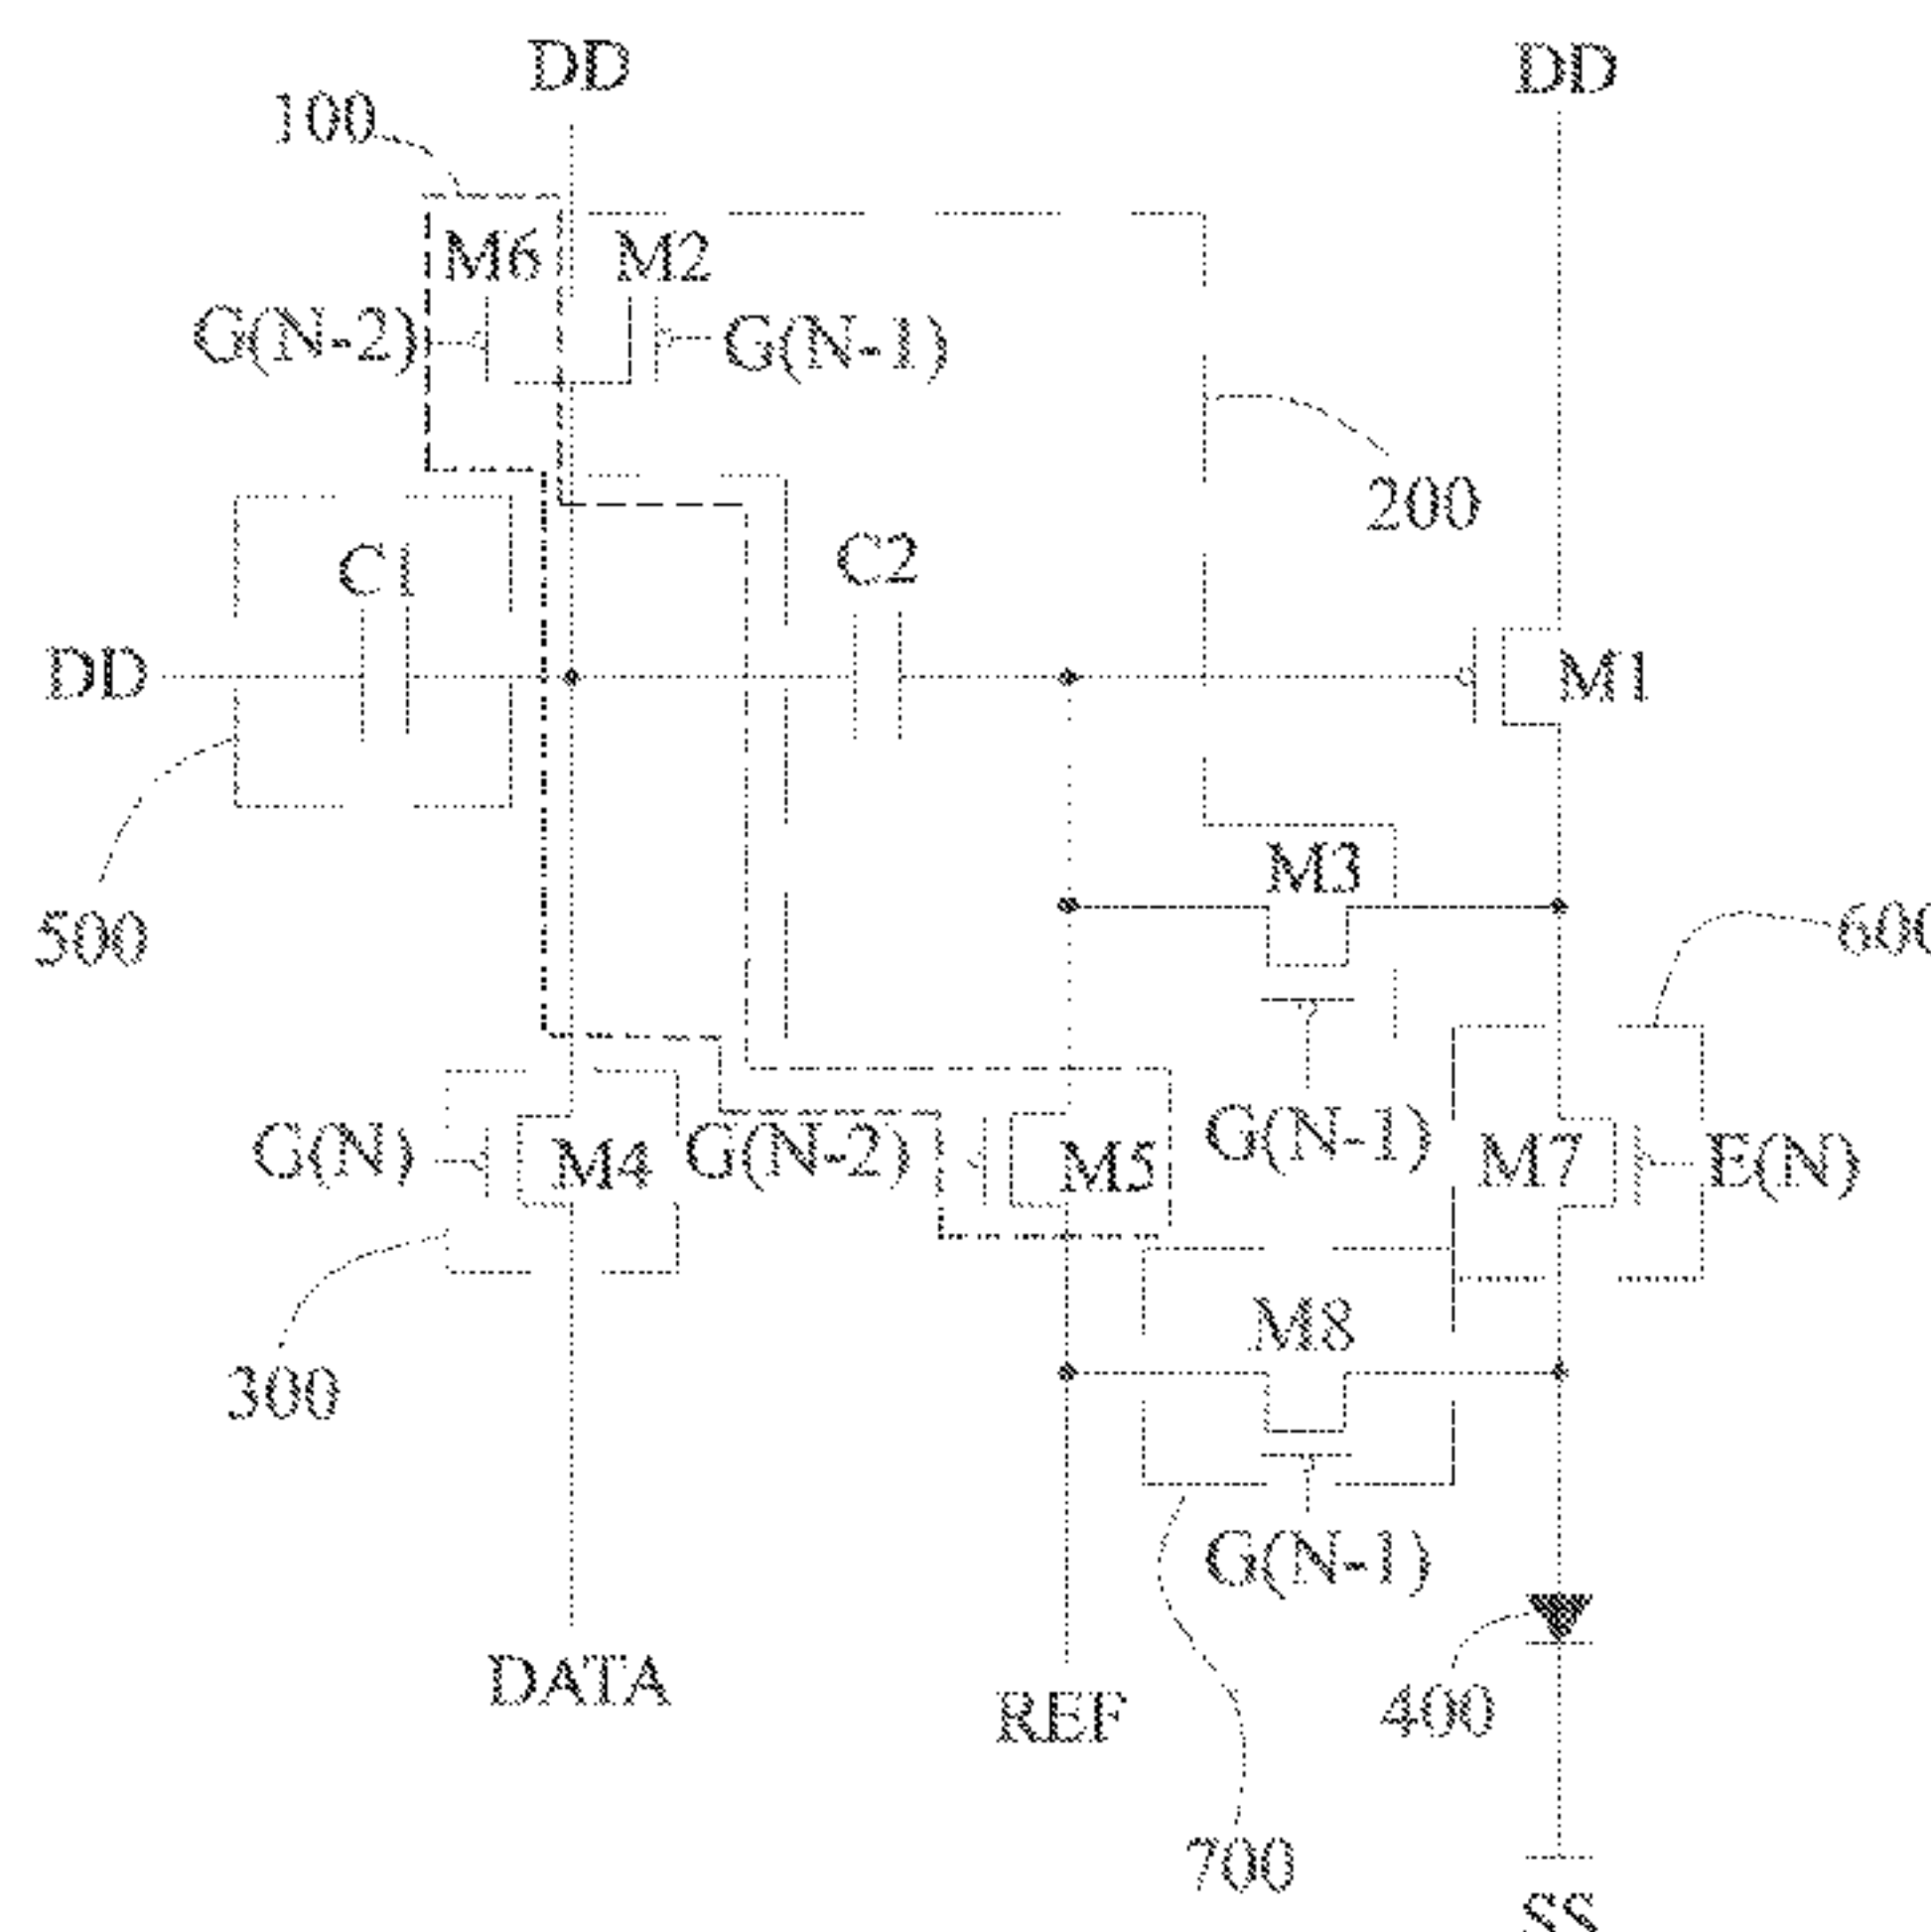 DD
DD
100
M6
M2
G(N-2)
G(N-1)
200
C1
C2
DD
M1
M3
500
600
G(N)
M4
G(N-2)
M5
G(N-1)
M7
E(N)
M8
300
G(N-1)
DATA
REF
400
700
SS